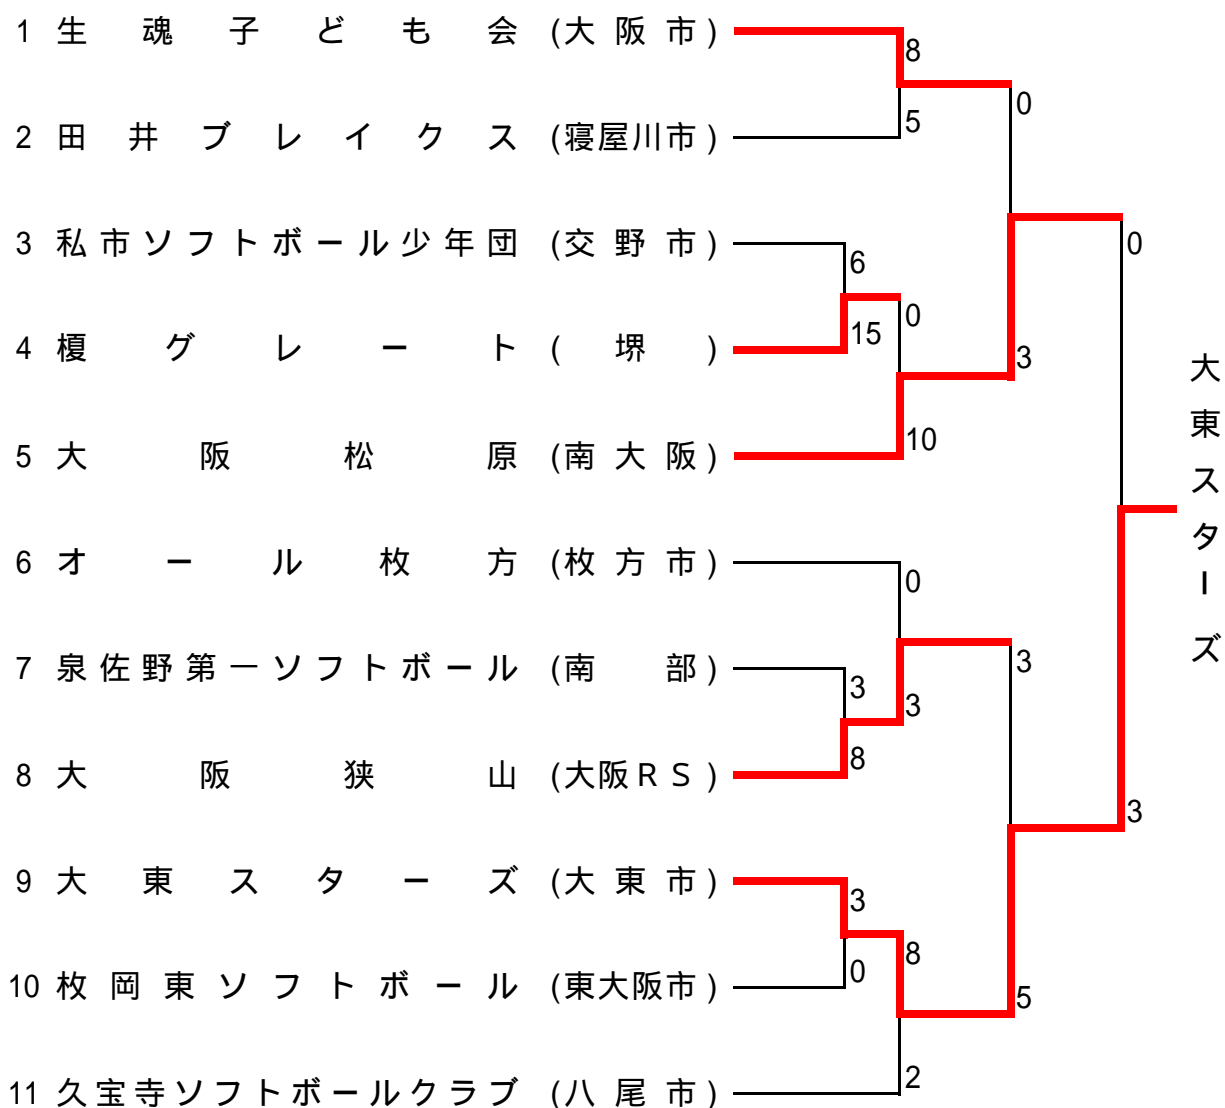 1 生魂子ども会 (大阪市)
8
0
2 田井ブレイクス (寝屋川市)
5
3 私市ソフトボール少年団 (交野市)
6
0
0
4 榎グレート (堺)
15
3
5 大阪松原 (南大阪)
10
大東スターズ
6 オール枚方 (枚方市)
0
3
7 泉佐野第一ソフトボール (南部)
3
3
8 大阪狭山 (大阪ＲＳ)
8
3
9 大東スターズ (大東市)
3
8
10 枚岡東ソフトボール (東大阪市)
0
5
11 久宝寺ソフトボールクラブ (八尾市)
2